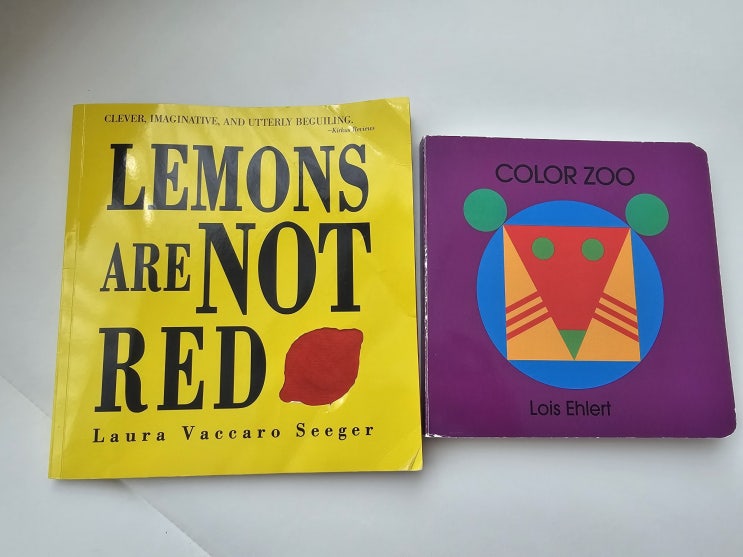 CLEVER, IMAGINATIVE, AND UTTERLY BEGUILING.
—Kirkus Reviews
LEMONS
ARE NOT
RED
Laura Vaccaro Seeger
COLOR ZOO
Lois Ehlert